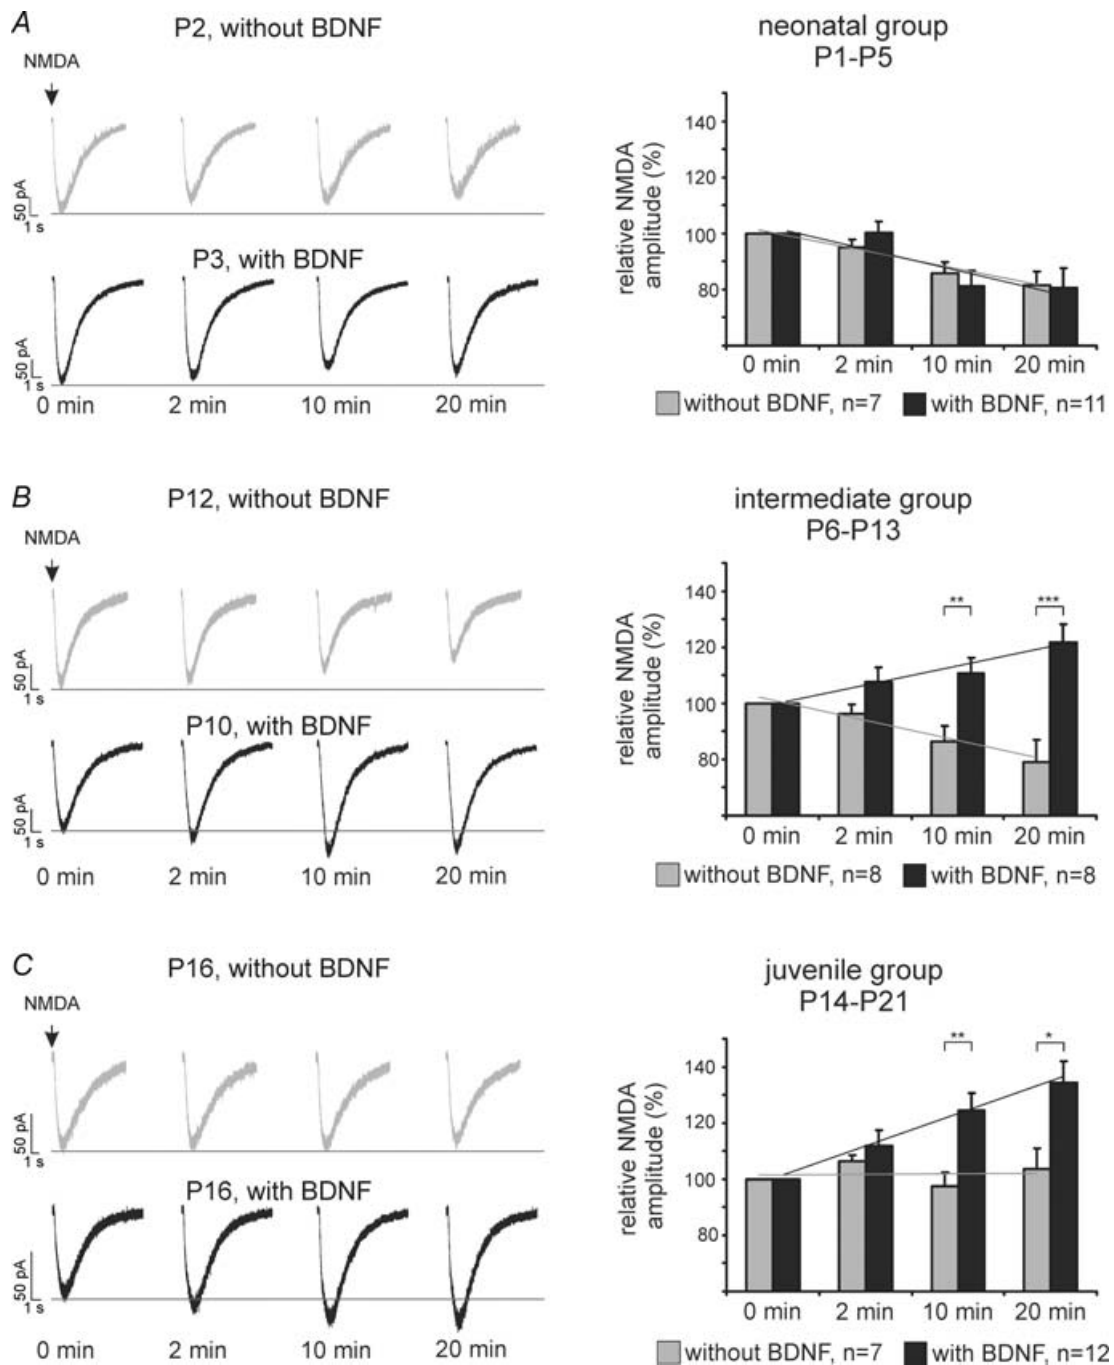 A
P2, without BDNF
NMDA
50 pA
1 s
P3, with BDNF
50 pA
1 s
0 min 2 min 10 min 20 min
neonatal group
P1-P5
relative NMDA
amplitude (%)
140
120
100
80
0 min 2 min 10 min 20 min
without BDNF, n=7 with BDNF, n=11
B
P12, without BDNF
NMDA
50 pA
1 s
P10, with BDNF
50 pA
1 s
0 min 2 min 10 min 20 min
intermediate group
P6-P13
relative NMDA
amplitude (%)
140
120
100
80
** ***
0 min 2 min 10 min 20 min
without BDNF, n=8 with BDNF, n=8
C
P16, without BDNF
NMDA
50 pA
1 s
P16, with BDNF
50 pA
1 s
0 min 2 min 10 min 20 min
juvenile group
P14-P21
relative NMDA
amplitude (%)
140
120
100
80
** *
0 min 2 min 10 min 20 min
without BDNF, n=7 with BDNF, n=12